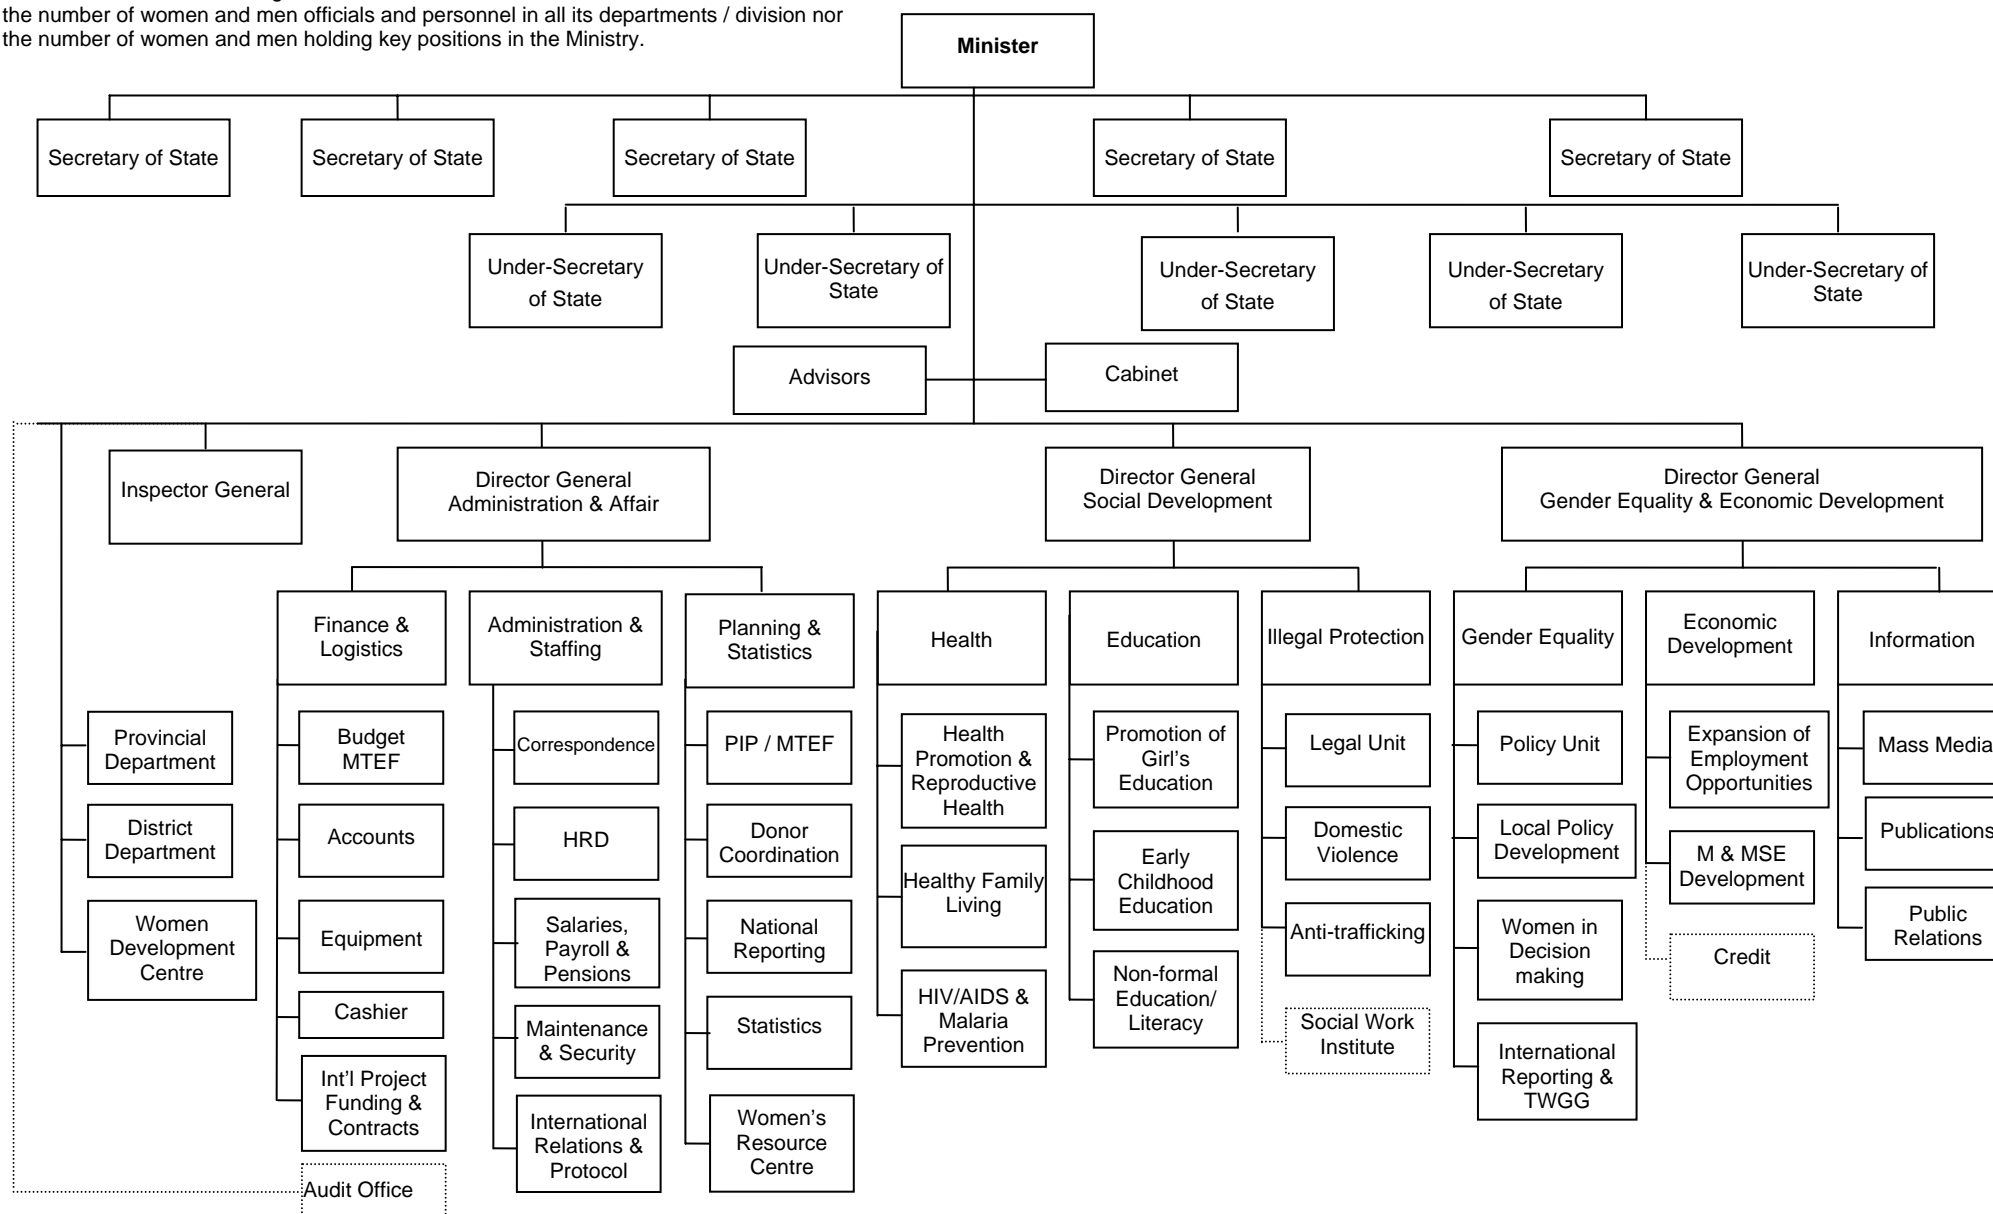 the number of women and men officials and personnel in all its departments / division nor
the number of women and men holding key positions in the Ministry.
Minister
Secretary of State
Secretary of State
Secretary of State
Secretary of State
Secretary of State
Under-Secretary
of State
Under-Secretary of
State
Under-Secretary
of State
Under-Secretary
of State
Under-Secretary of
State
Advisors
Cabinet
Inspector General
Director General
Administration & Affair
Director General
Social Development
Director General
Gender Equality & Economic Development
Finance &
Logistics
Administration &
Staffing
Planning &
Statistics
Health
Education
Illegal Protection
Gender Equality
Economic
Development
Information
Provincial
Department
District
Department
Women
Development
Centre
Budget
MTEF
Accounts
Equipment
Cashier
Int'l Project
Funding &
Contracts
Audit Office
Correspondence
HRD
Salaries,
Payroll &
Pensions
Maintenance
& Security
International
Relations &
Protocol
PIP / MTEF
Donor
Coordination
National
Reporting
Statistics
Women's
Resource
Centre
Health
Promotion &
Reproductive
Health
Healthy Family
Living
HIV/AIDS &
Malaria
Prevention
Promotion of
Girl's
Education
Early
Childhood
Education
Non-formal
Education/
Literacy
Legal Unit
Domestic
Violence
Anti-trafficking
Social Work
Institute
Policy Unit
Local Policy
Development
Women in
Decision
making
International
Reporting &
TWGG
Expansion of
Employment
Opportunities
M & MSE
Development
Credit
Mass Media
Publications
Public
Relations